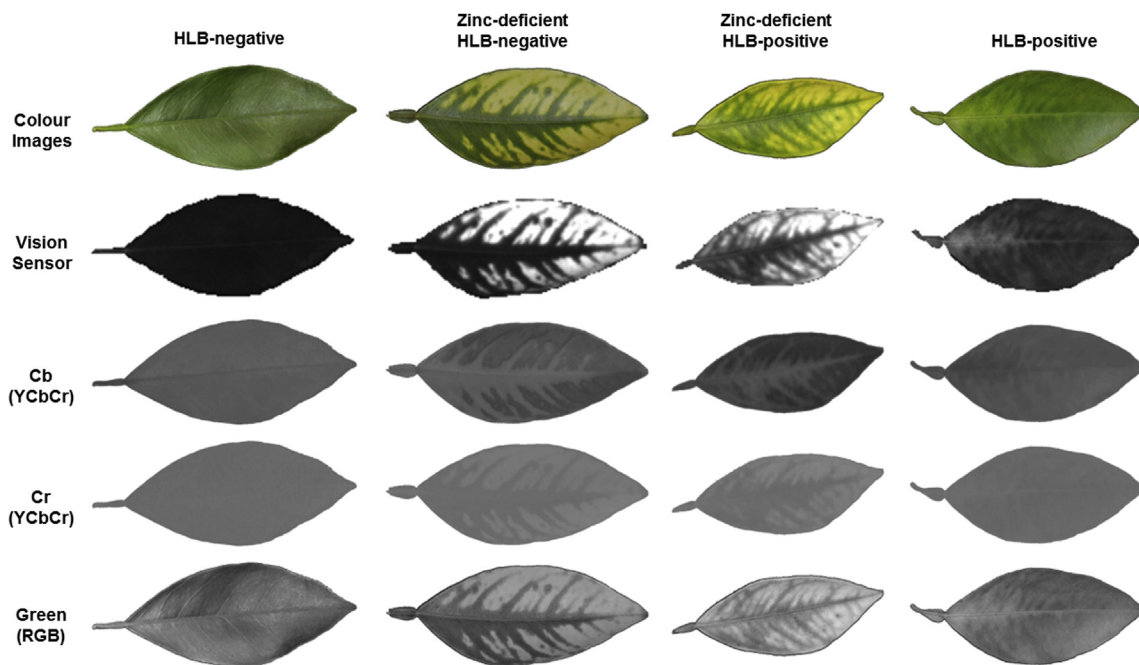 HLB-negative
Zinc-deficient
HLB-negative
Zinc-deficient
HLB-positive
HLB-positive
Colour
Images
Vision
Sensor
Cb
(YCbCr)
Cr
(YCbCr)
Green
(RGB)